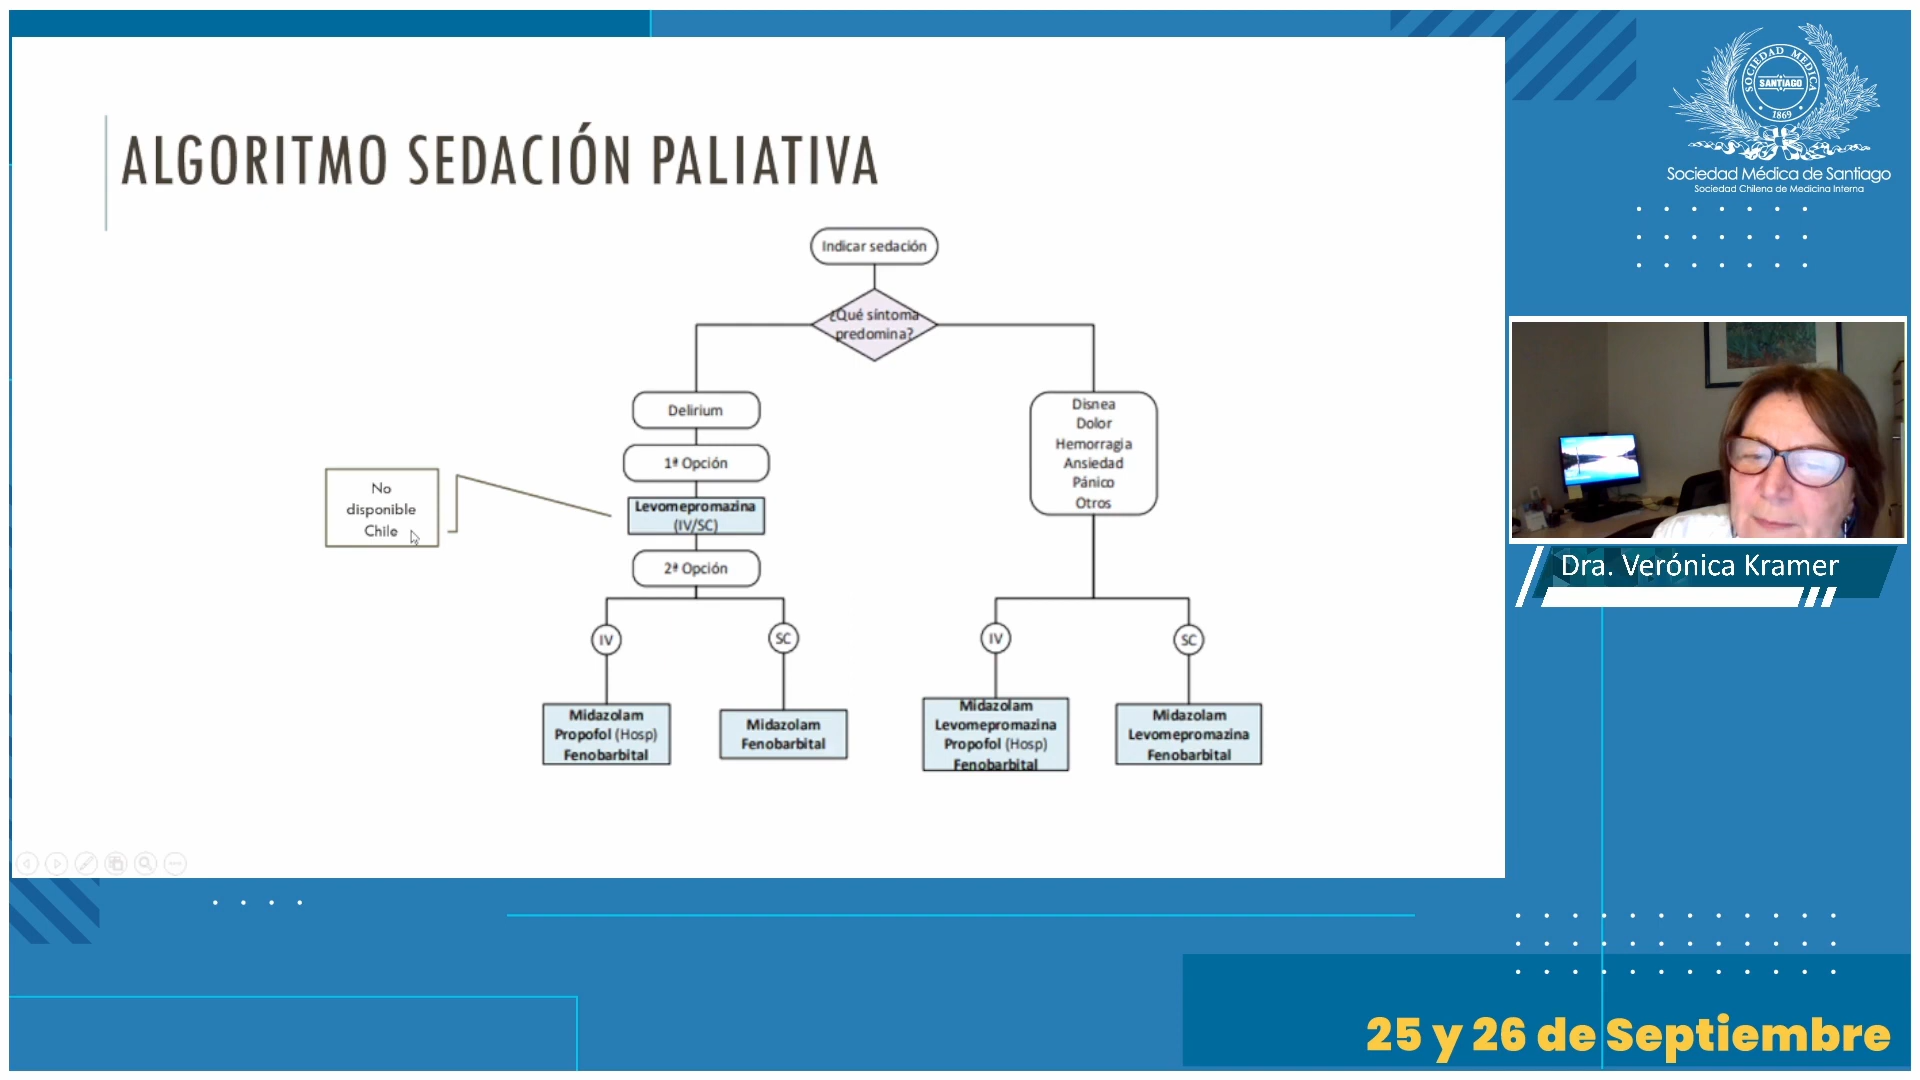 ALGORITMO SEDACIÓN PALIATIVA
Indicar sedación
¿Qué síntoma
predomina?
Delirium
1ª Opción
Levomepromazina
(IV/SC)
2ª Opción
No
disponible
Chile
IV
SC
Midazolam
Propofol (Hosp)
Fenobarbital
Midazolam
Fenobarbital
Disnea
Dolor
Hemorragia
Ansiedad
Pánico
Otros
IV
SC
Midazolam
Levomepromazina
Propofol (Hosp)
Fenobarbital
Midazolam
Levomepromazina
Fenobarbital
SOCIEDAD MEDICA
SANTIAGO
1869
Sociedad Médica de Santiago
Sociedad Chilena de Medicina Interna
Dra. Verónica Kramer
25 y 26 de Septiembre